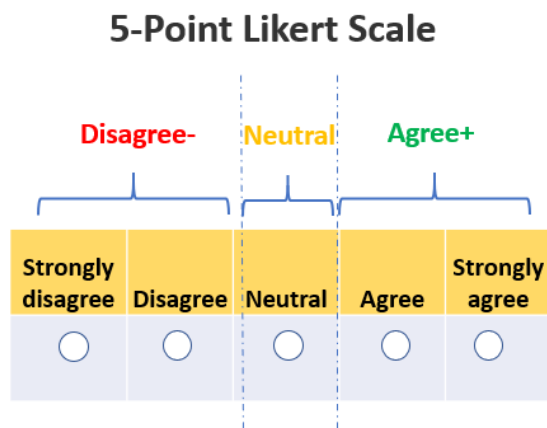 5-Point Likert Scale
Disagree- Neutral Agree+
Strongly disagree Disagree Neutral Agree Strongly agree